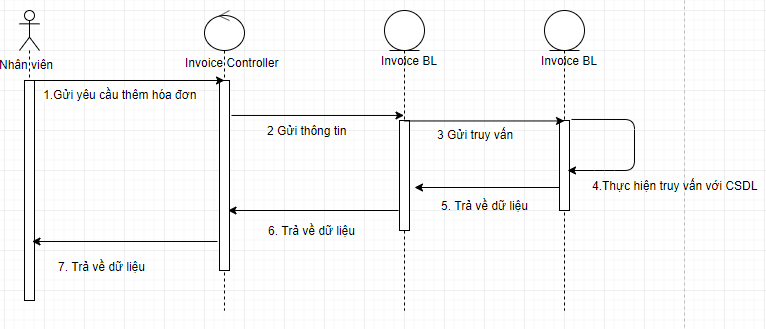 Nhân viên
Invoice Controller
Invoice BL
Invoice BL
1.Gửi yêu cầu thêm hóa đơn
2 Gửi thông tin
3 Gửi truy vấn
4.Thực hiện truy vấn với CSDL
5. Trả về dữ liệu
6. Trả về dữ liệu
7. Trả về dữ liệu